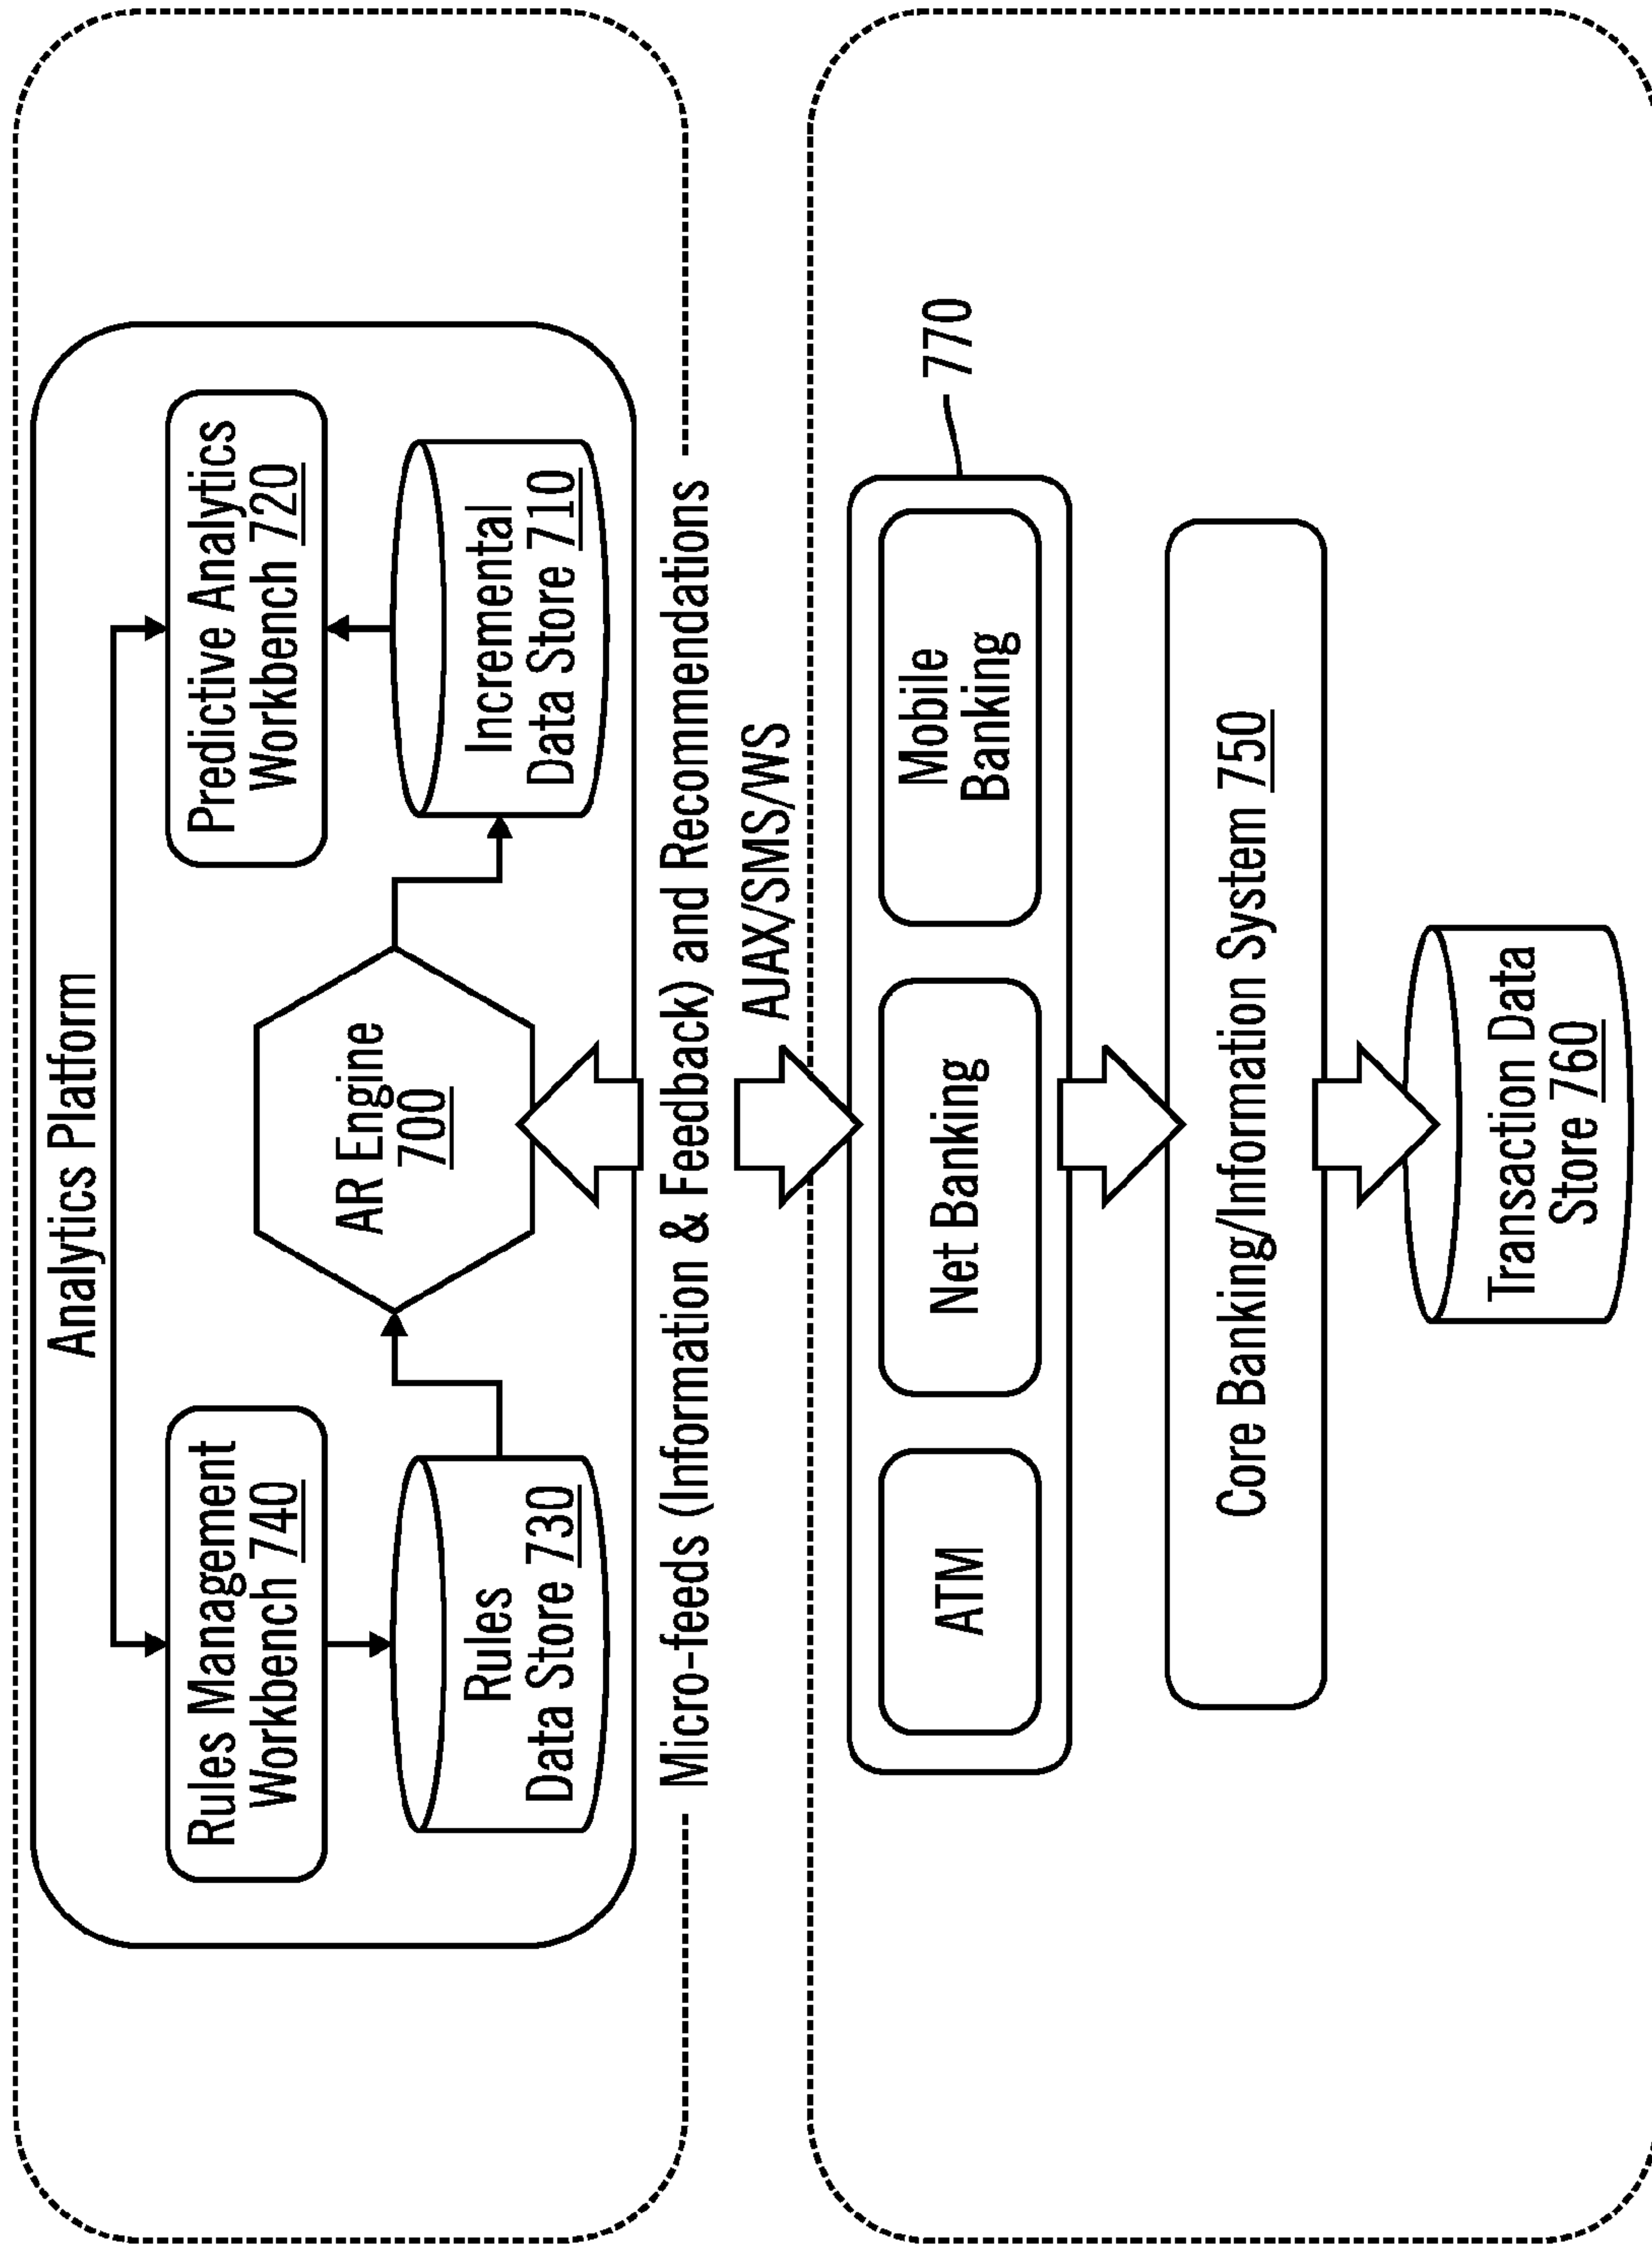 Analytics Platform
Rules Management
Workbench 740
Predictive Analytics
Workbench 720
AR Engine
700
Rules
Data Store 730
Incremental
Data Store 710
Micro-feeds (Information & Feedback) and Recommendations
AJAX/SMS/WS
770
ATM
Net Banking
Mobile
Banking
Core Banking/Information System 750
Transaction Data
Store 760